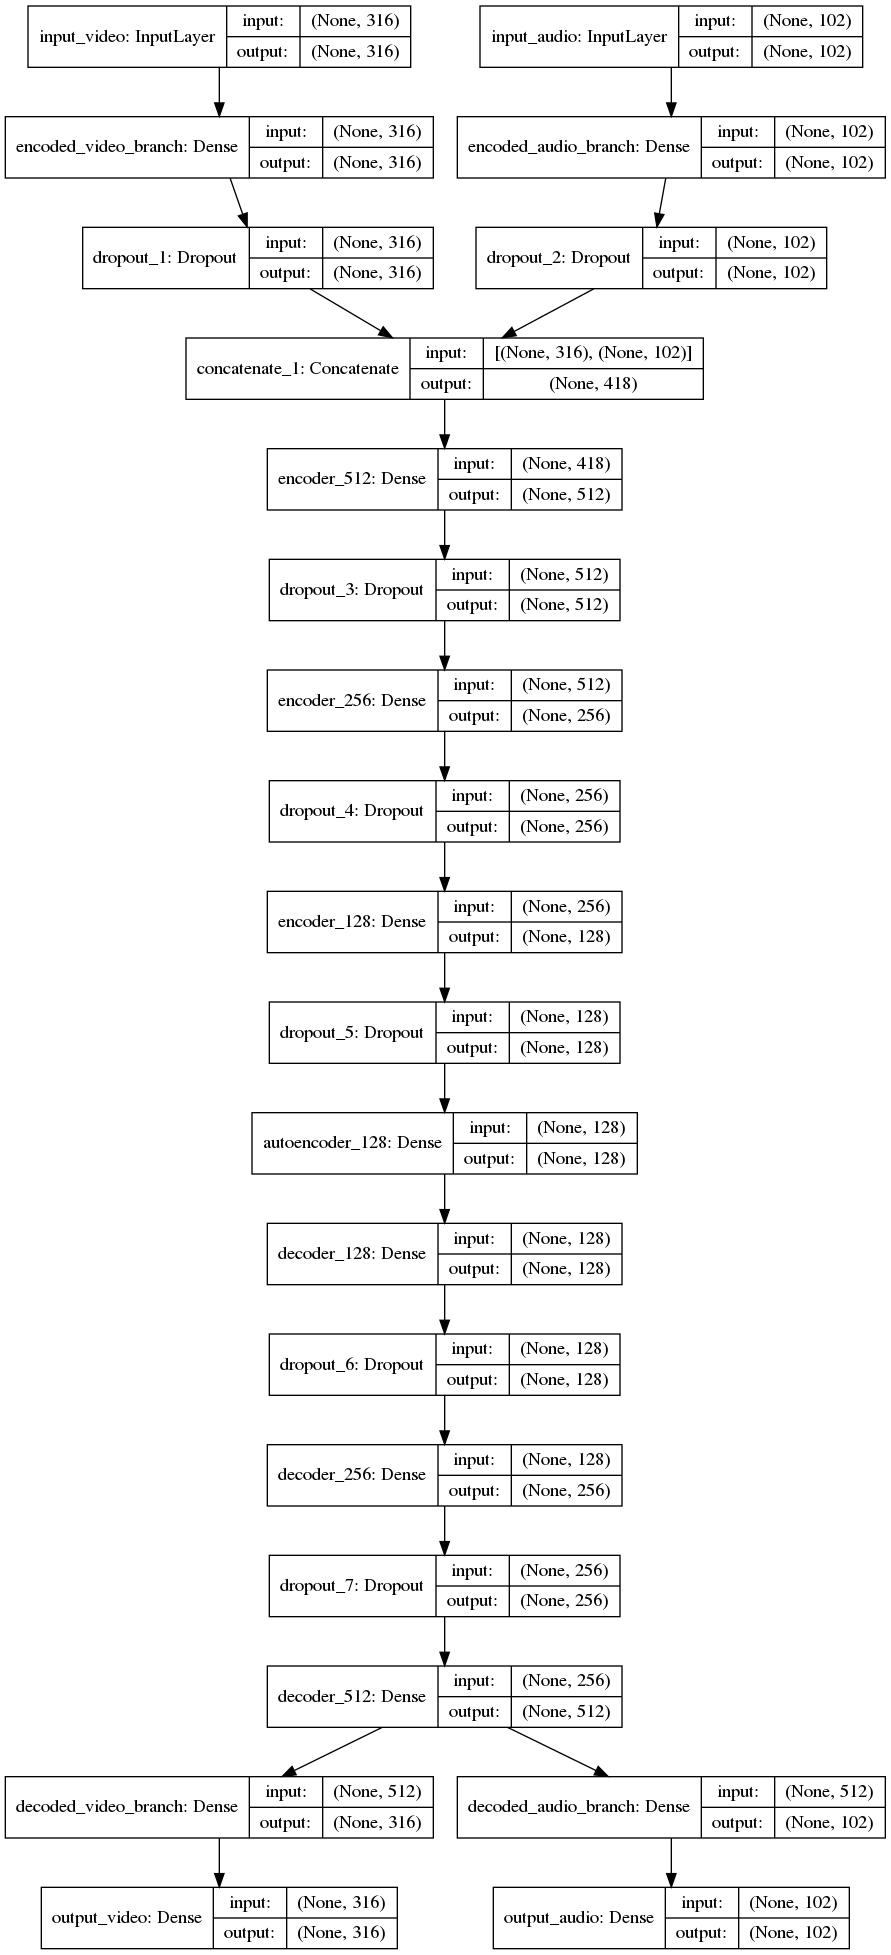 input_video: InputLayer
input: (None, 316)
output: (None, 316)
input_audio: InputLayer
input: (None, 102)
output: (None, 102)
encoded_video_branch: Dense
input: (None, 316)
output: (None, 316)
encoded_audio_branch: Dense
input: (None, 102)
output: (None, 102)
dropout_1: Dropout
input: (None, 316)
output: (None, 316)
dropout_2: Dropout
input: (None, 102)
output: (None, 102)
concatenate_1: Concatenate
input: [(None, 316), (None, 102)]
output: (None, 418)
encoder_512: Dense
input: (None, 418)
output: (None, 512)
dropout_3: Dropout
input: (None, 512)
output: (None, 512)
encoder_256: Dense
input: (None, 512)
output: (None, 256)
dropout_4: Dropout
input: (None, 256)
output: (None, 256)
encoder_128: Dense
input: (None, 256)
output: (None, 128)
dropout_5: Dropout
input: (None, 128)
output: (None, 128)
autoencoder_128: Dense
input: (None, 128)
output: (None, 128)
decoder_128: Dense
input: (None, 128)
output: (None, 128)
dropout_6: Dropout
input: (None, 128)
output: (None, 128)
decoder_256: Dense
input: (None, 128)
output: (None, 256)
dropout_7: Dropout
input: (None, 256)
output: (None, 256)
decoder_512: Dense
input: (None, 256)
output: (None, 512)
decoded_video_branch: Dense
input: (None, 512)
output: (None, 316)
decoded_audio_branch: Dense
input: (None, 512)
output: (None, 102)
output_video: Dense
input: (None, 316)
output: (None, 316)
output_audio: Dense
input: (None, 102)
output: (None, 102)